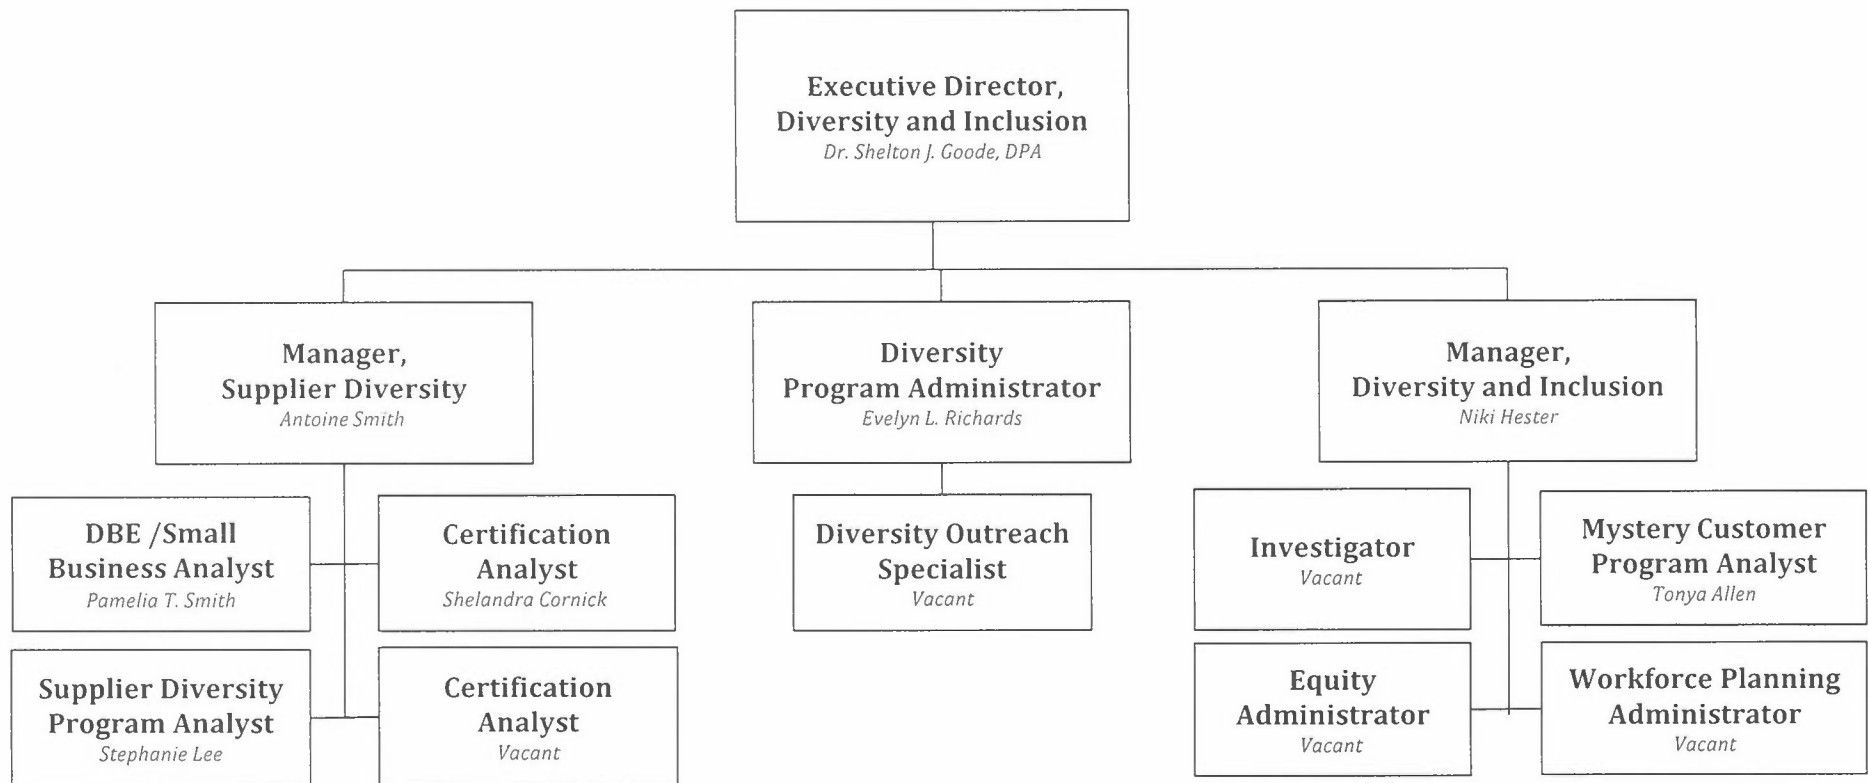 Executive Director,
Diversity and Inclusion
Dr. Shelton J. Goode, DPA
Manager,
Supplier Diversity
Antoine Smith
Diversity
Program Administrator
Evelyn L. Richards
Manager,
Diversity and Inclusion
Niki Hester
DBE /Small
Business Analyst
Pamelia T. Smith
Certification
Analyst
Shelandra Cornick
Diversity Outreach
Specialist
Vacant
Investigator
Vacant
Mystery Customer
Program Analyst
Tonya Allen
Supplier Diversity
Program Analyst
Stephanie Lee
Certification
Analyst
Vacant
Equity
Administrator
Vacant
Workforce Planning
Administrator
Vacant